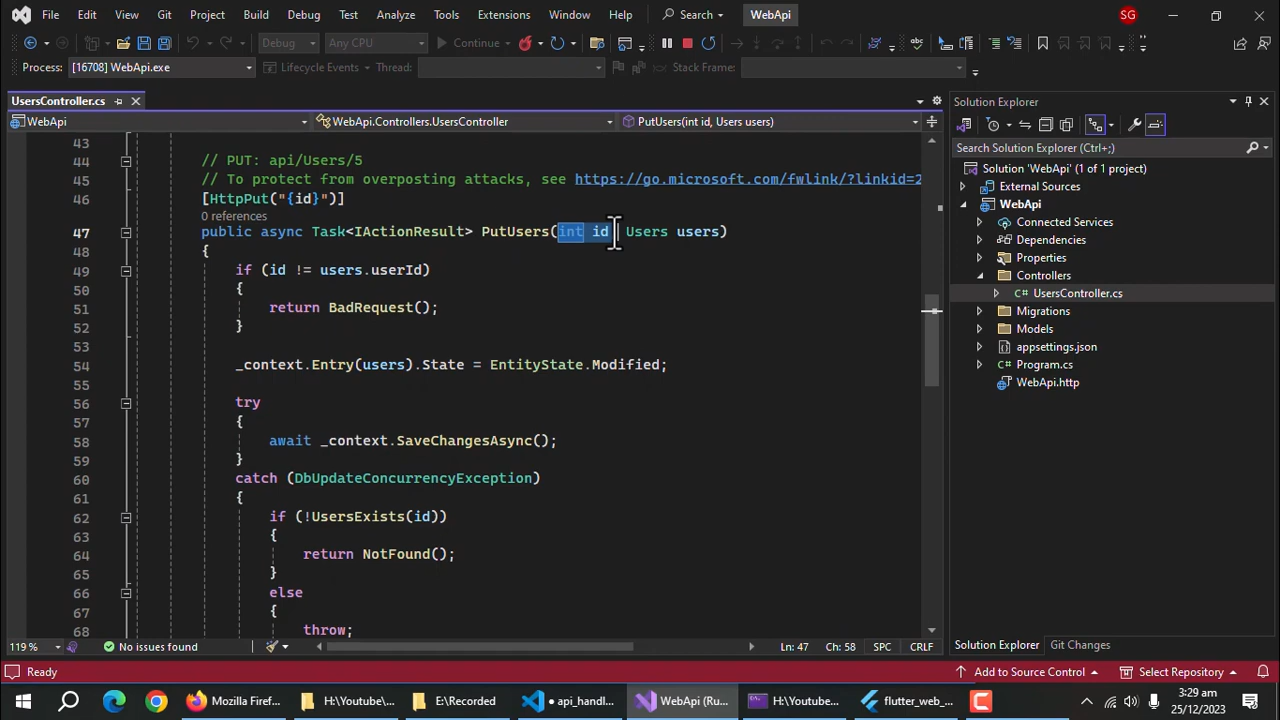 File Edit View Git Project Build Debug Test Analyze Tools Extensions Window Help Search WebApi SG
Debug Any CPU Continue
Process: [16708] WebApi.exe Lifecycle Events Thread: Stack Frame:
UsersController.cs
WebApi WebApi.Controllers.UsersController PutUsers(int id, Users users)
43
44 // PUT: api/Users/5
45 // To protect from overposting attacks, see https://go.microsoft.com/fwlink/?linkid=2
46 [HttpPut("{id}")]
0 references
47 public async Task<IActionResult> PutUsers(int id, Users users)
48 {
49 if (id != users.userId)
50 {
51 return BadRequest();
52 }
53
54 _context.Entry(users).State = EntityState.Modified;
55
56 try
57 {
58 await _context.SaveChangesAsync();
59 }
60 catch (DbUpdateConcurrencyException)
61 {
62 if (!UsersExists(id))
63 {
64 return NotFound();
65 }
66 else
67 {
68 throw;
119 % No issues found Ln: 47 Ch: 58 SPC CRLF
Solution Explorer
Search Solution Explorer (Ctrl+;)
Solution 'WebApi' (1 of 1 project)
External Sources
WebApi
Connected Services
Dependencies
Properties
Controllers
C# UsersController.cs
Migrations
Models
appsettings.json
C# Program.cs
WebApi.http
Solution Explorer Git Changes
Ready Add to Source Control Select Repository
Mozilla Firef... H:\Youtube... E:\Recorded • api_handl... WebApi (Ru... H:\Youtube... flutter_web_... 3:29 am
25/12/2023